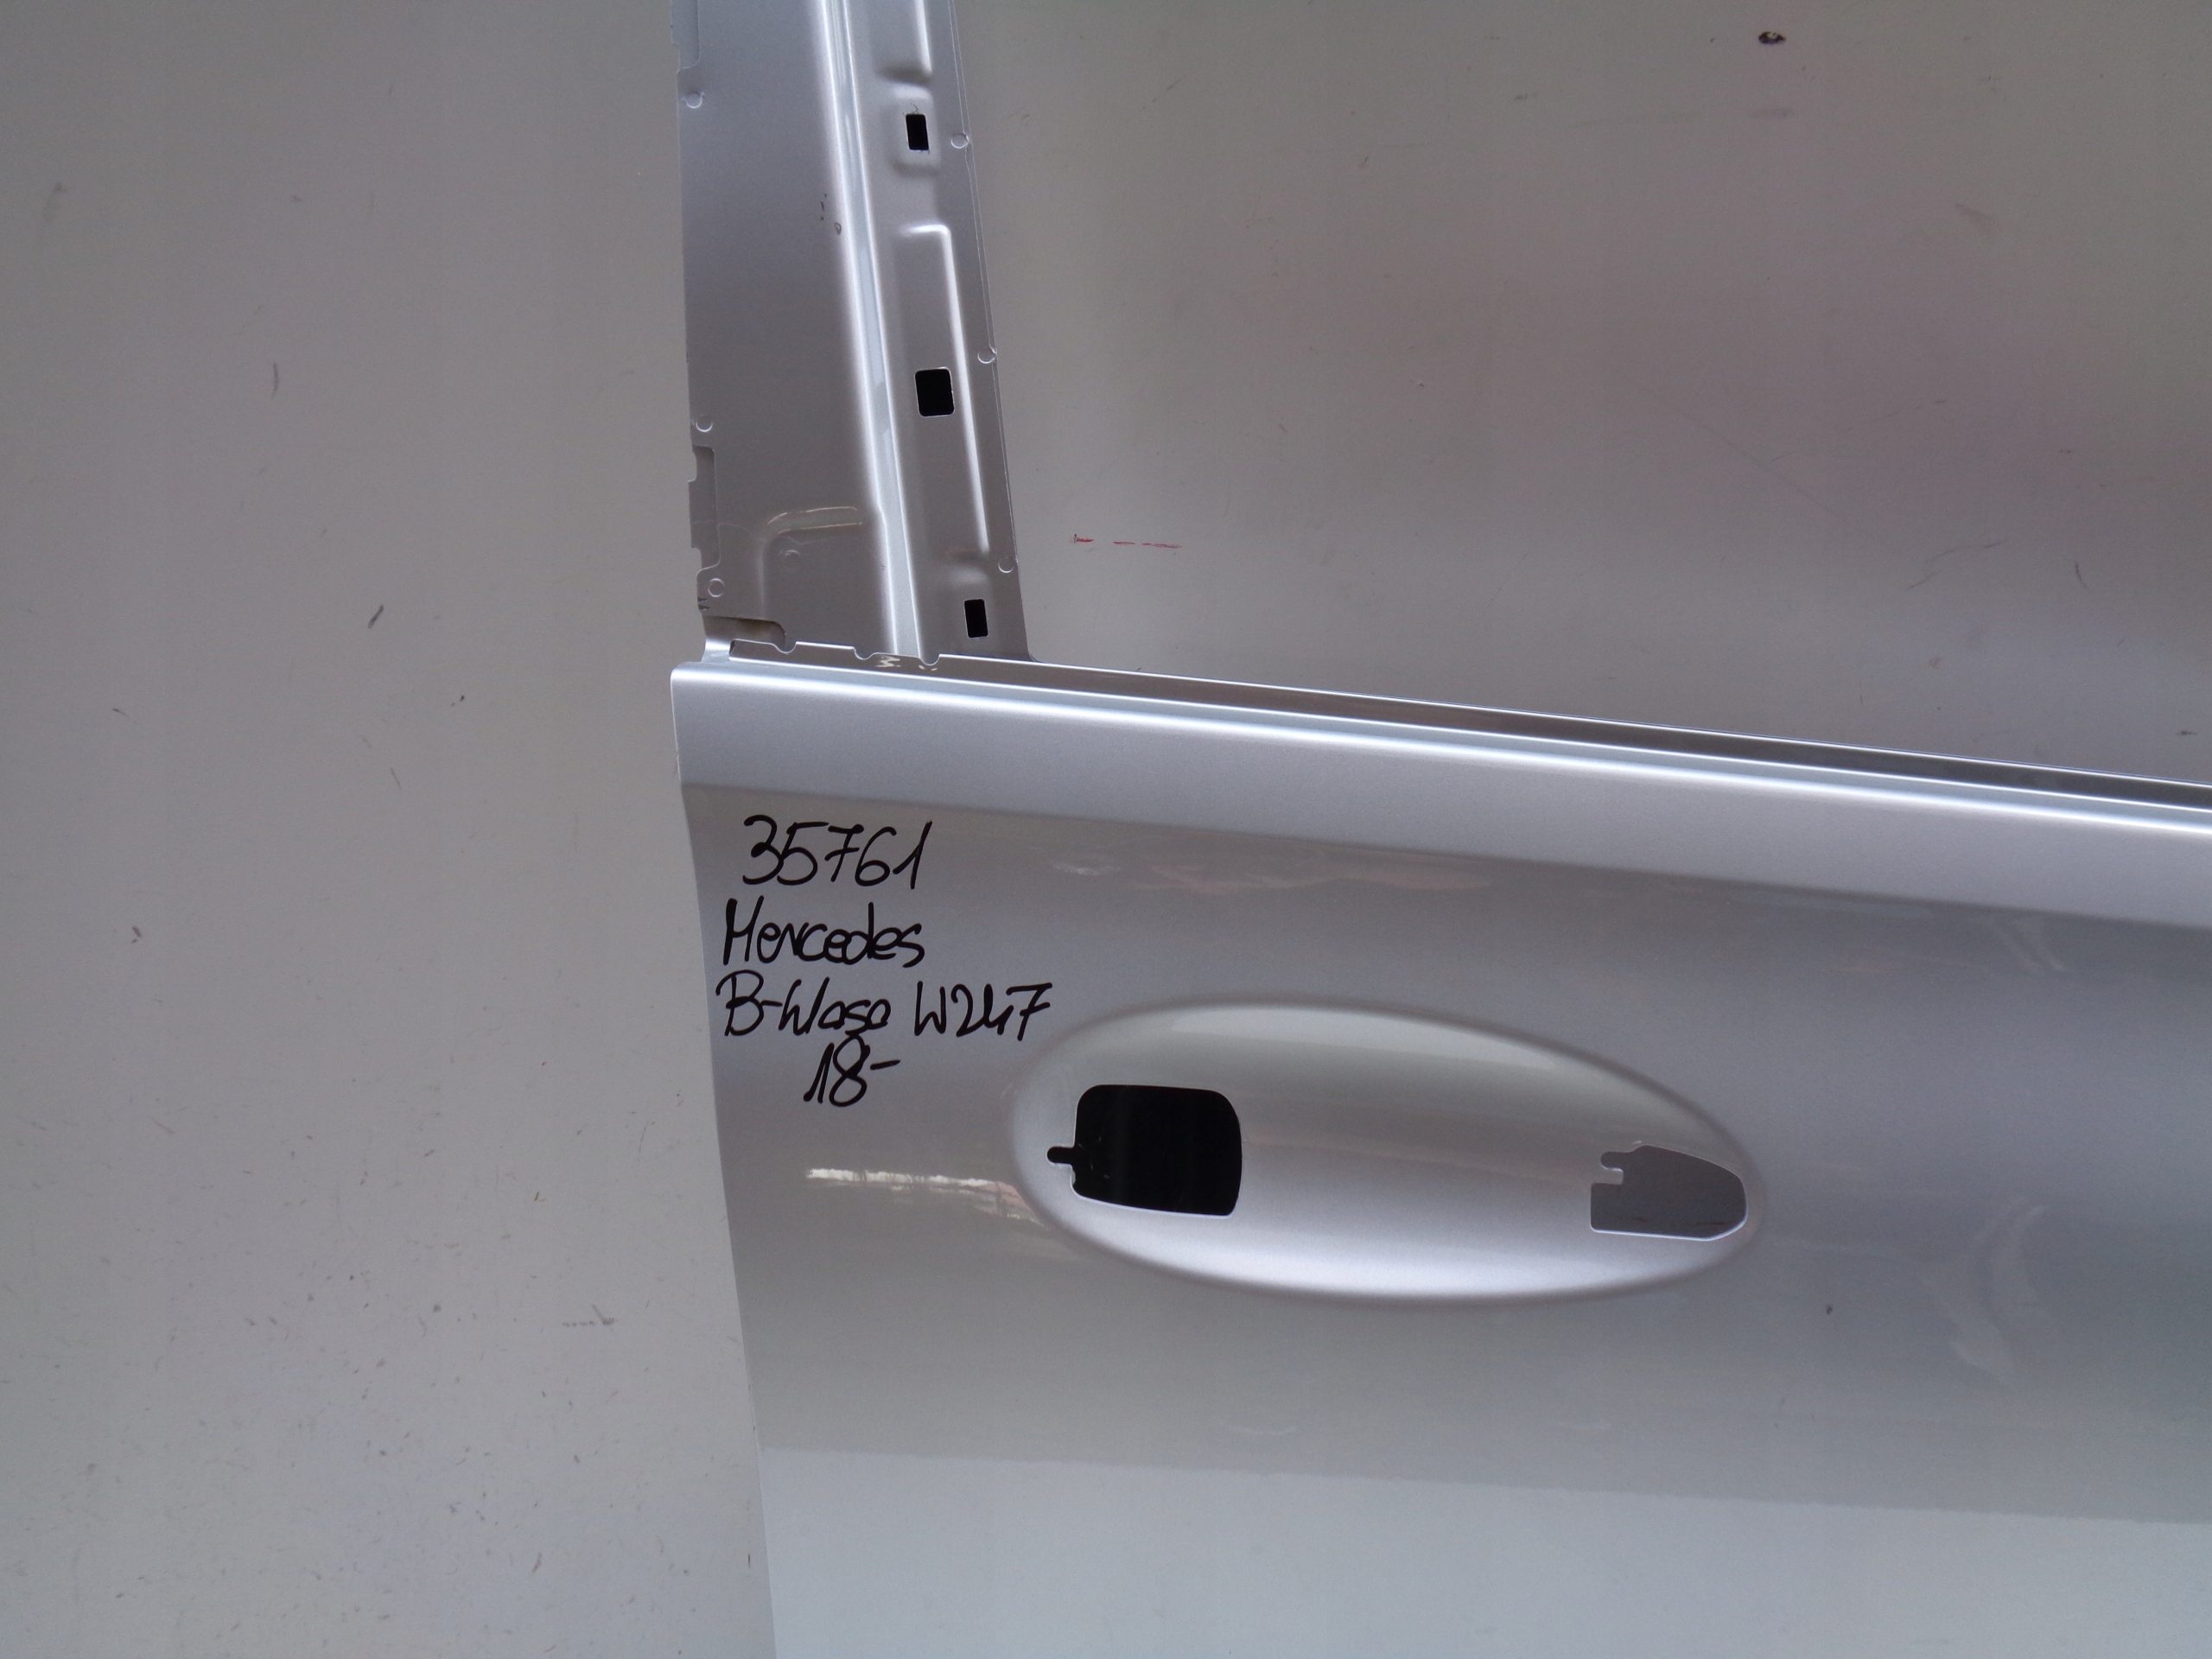 35761
Mercedes
B-Klasa W247
18-